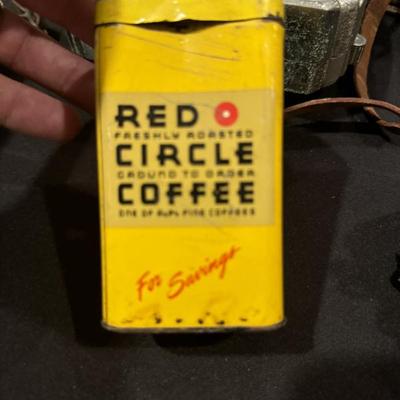 RED
FRESHLY ROASTED
CIRCLE
GROUND TO ORDER
COFFEE
ONE OF A&P's FINE COFFEES
For Savings